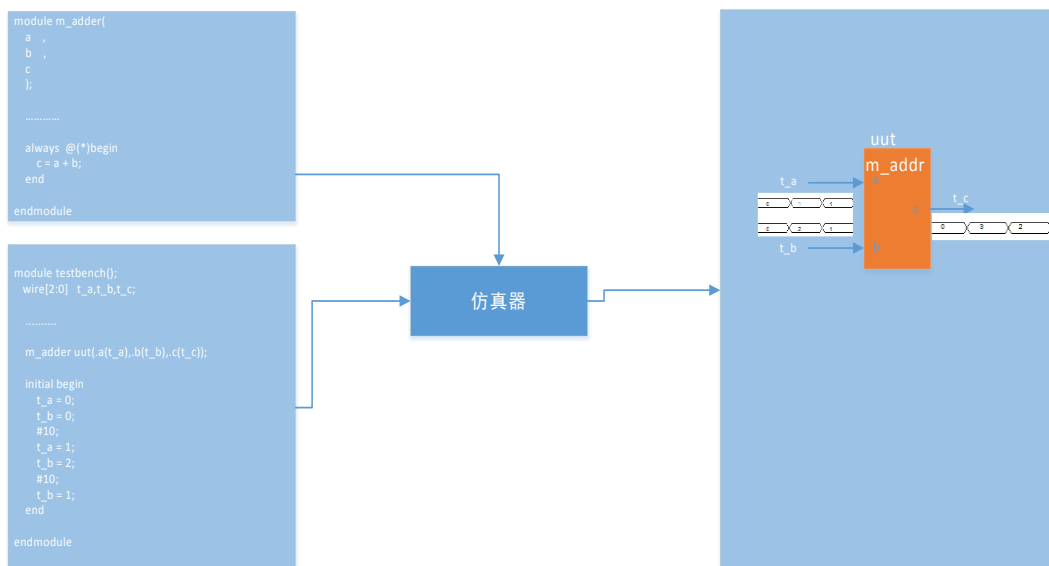 module m_adder(
a ,
b ,
c
);
…………
always @(*)begin
c = a + b;
end
endmodule
module testbench();
wire[2:0] t_a,t_b,t_c;
..........
m_adder uut(.a(t_a),.b(t_b),.c(t_c));
initial begin
t_a = 0;
t_b = 0;
#10;
t_a = 1;
t_b = 2;
#10;
t_b = 1;
end
endmodule
仿真器
uut
m_addr
t_a
a
0 1 1
t_c
c
0 2 1
0 3 2
t_b
b